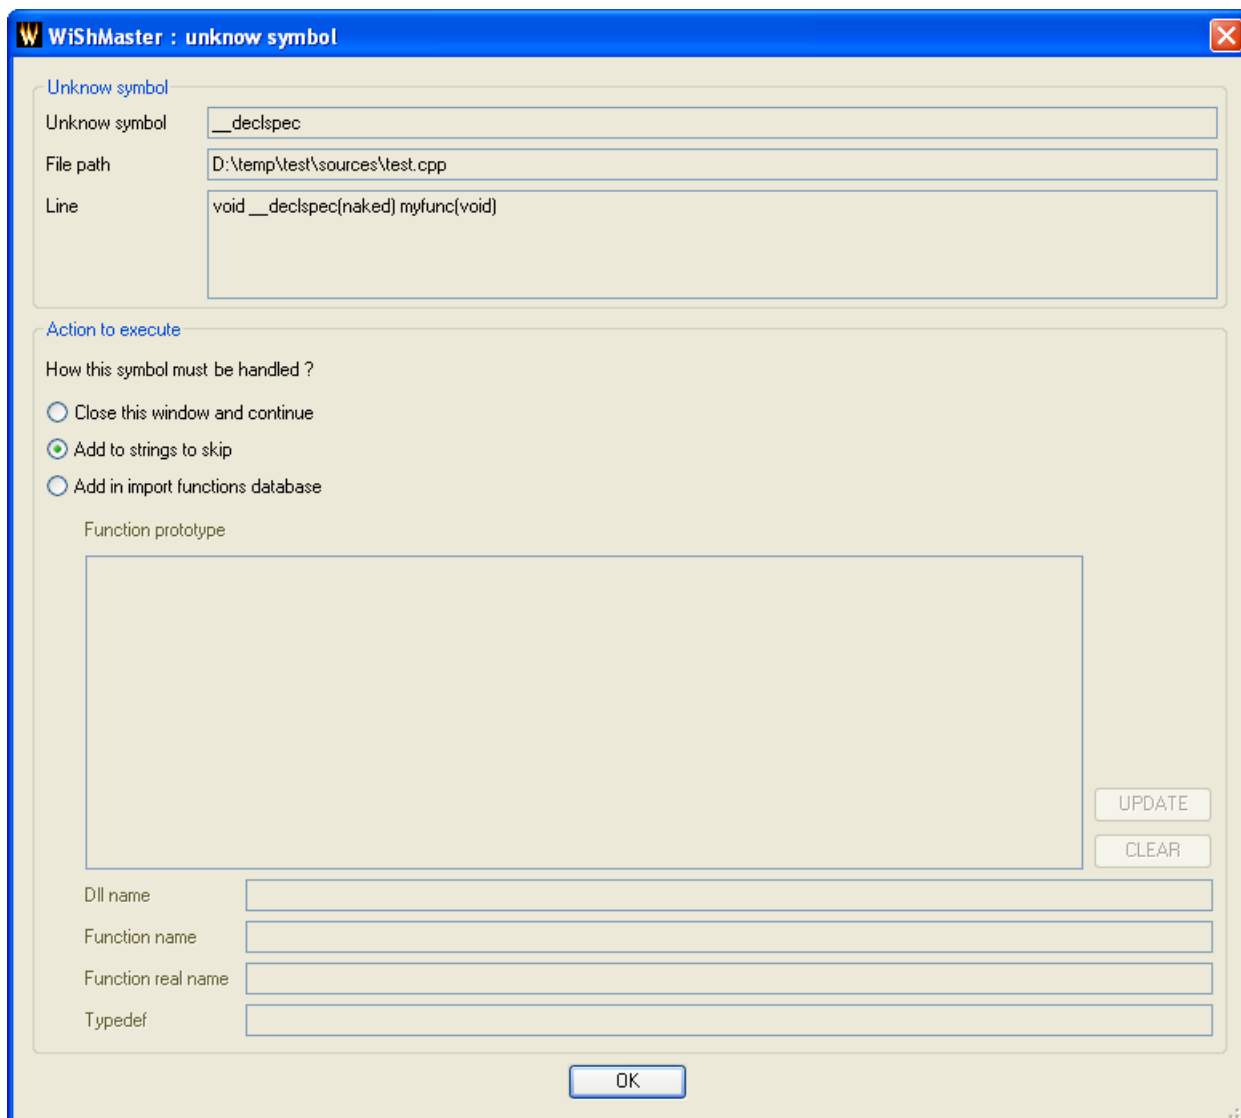 WiShMaster : unknow symbol
Unknow symbol
Unknow symbol __declspec
File path D:\temp\test\sources\test.cpp
Line void __declspec(naked) myfunc(void)
Action to execute
How this symbol must be handled ?
Close this window and continue
Add to strings to skip
Add in import functions database
Function prototype
UPDATE
CLEAR
Dll name
Function name
Function real name
Typedef
OK